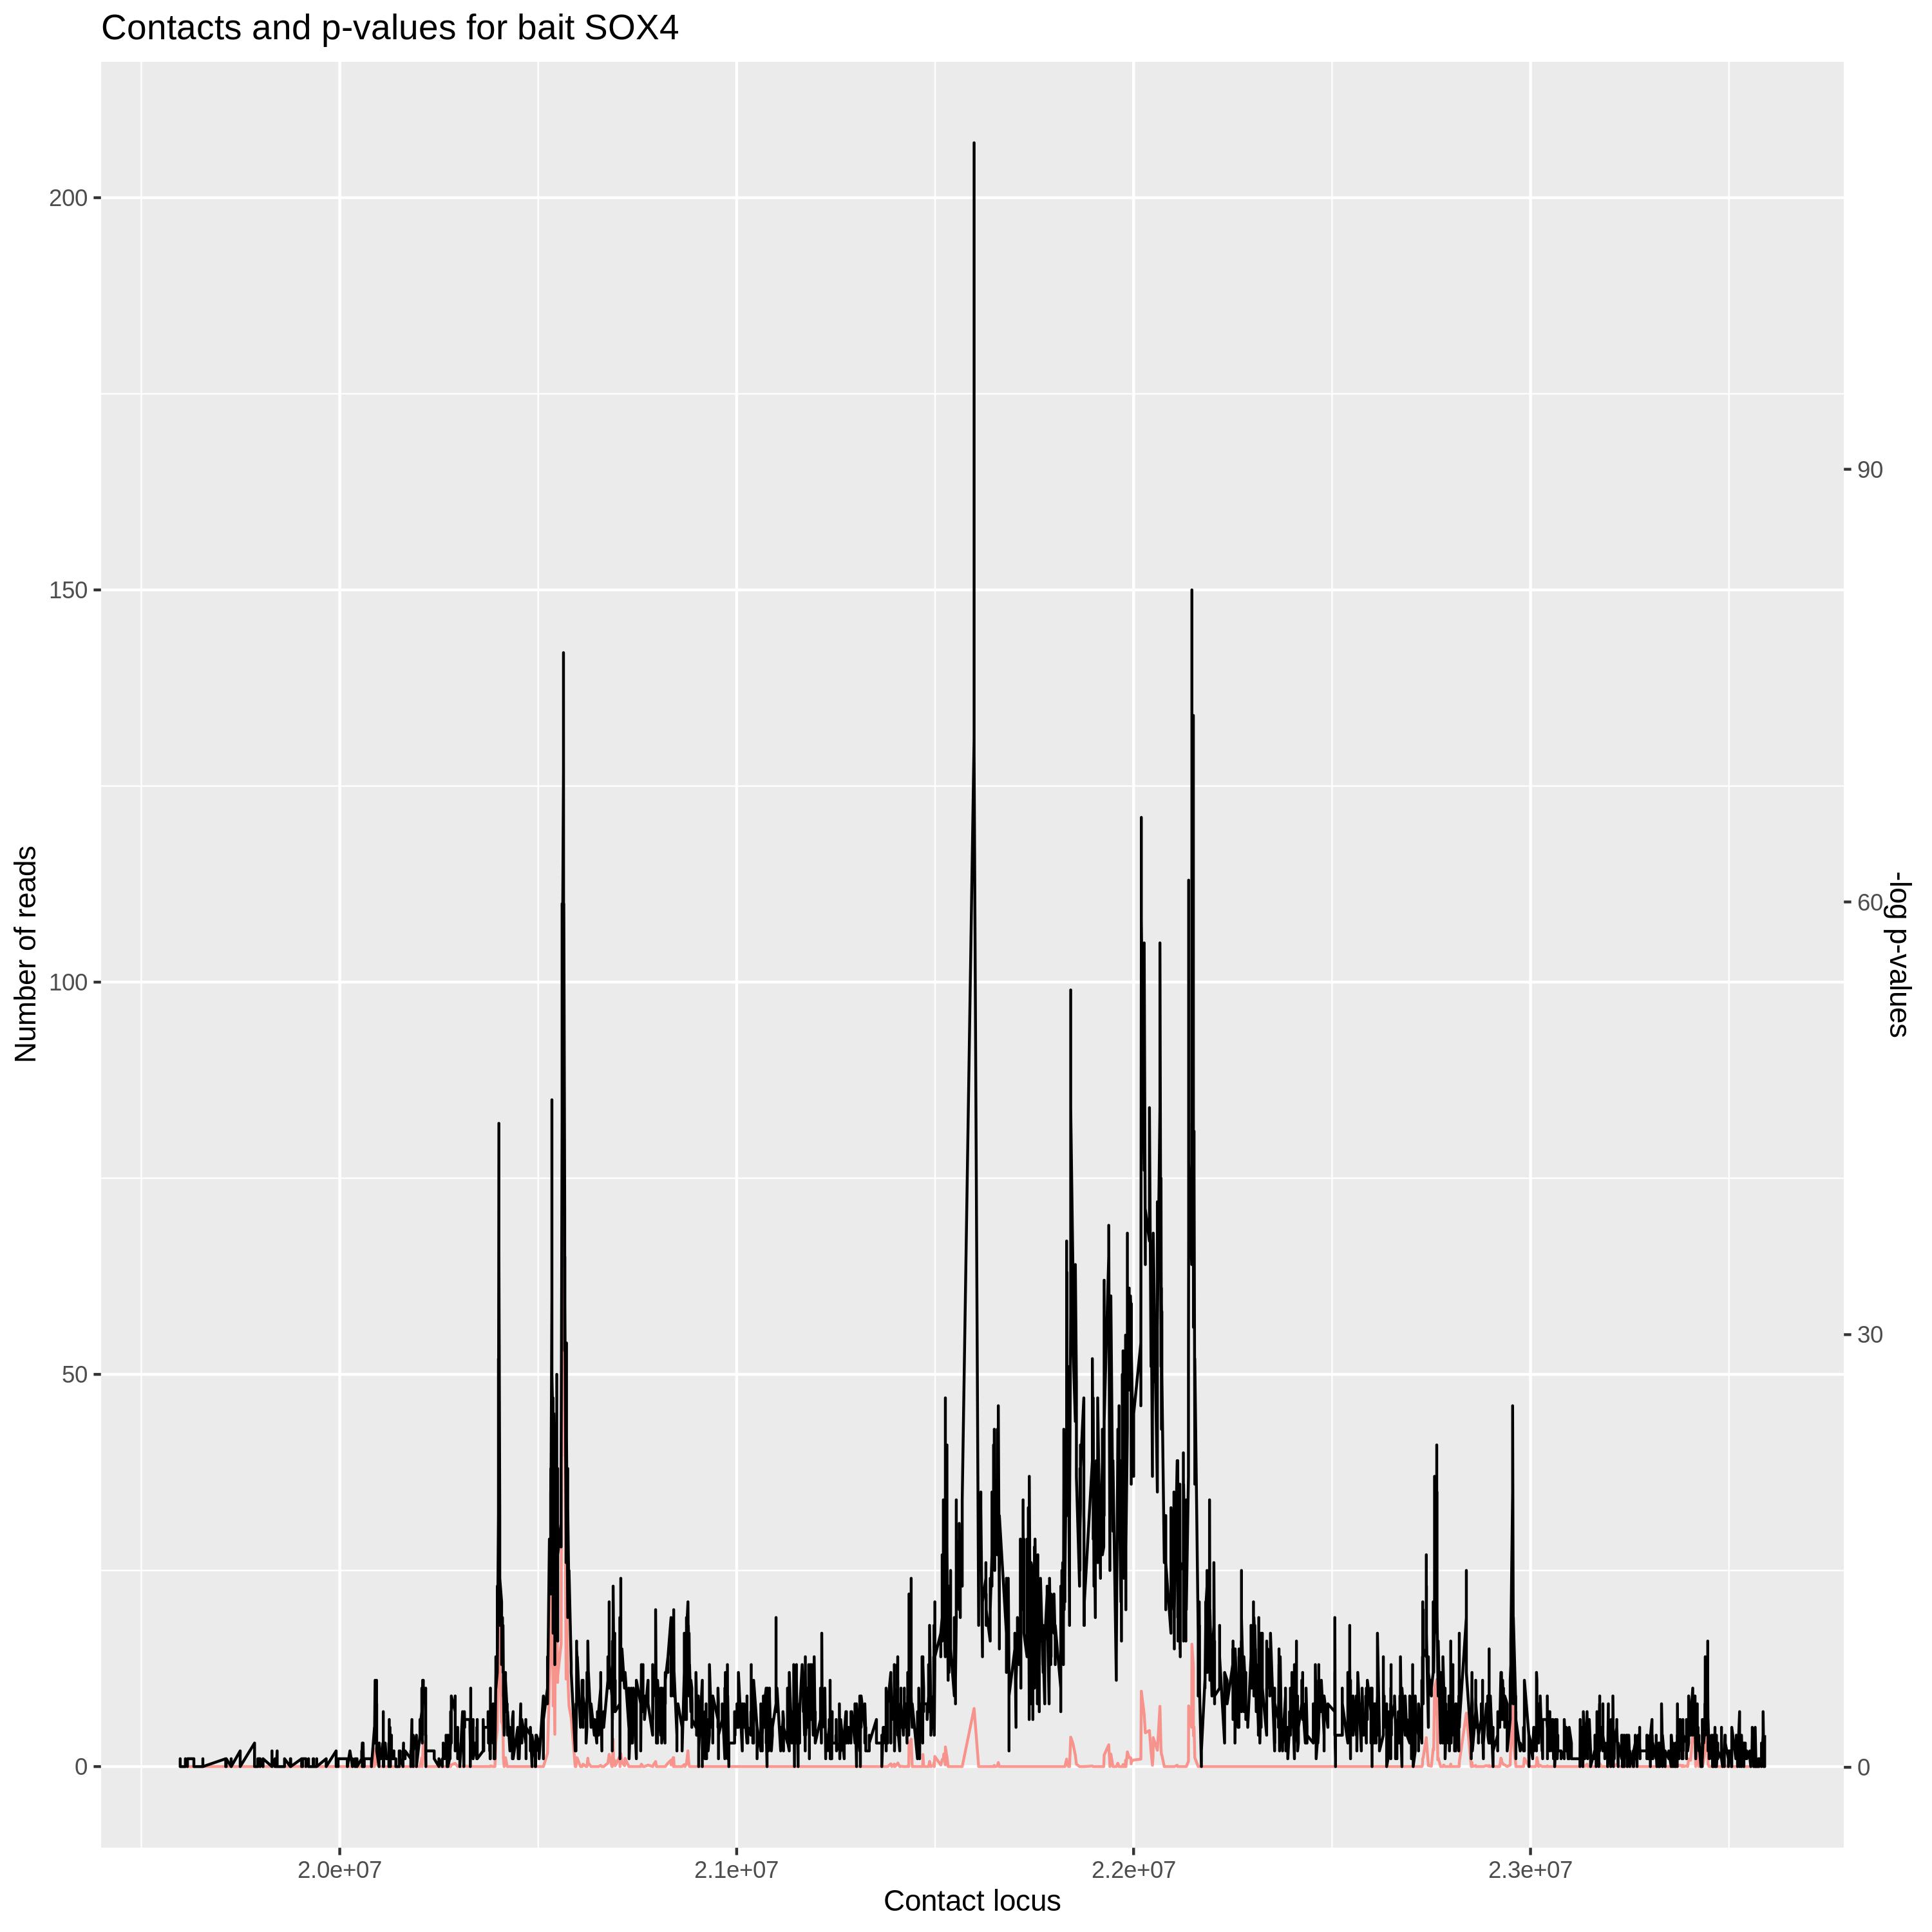 Contacts and p-values for bait SOX4
Number of reads
200
150
100
50
0
90
60
30
0
-log p-values
2.0e+07 2.1e+07 2.2e+07 2.3e+07
Contact locus